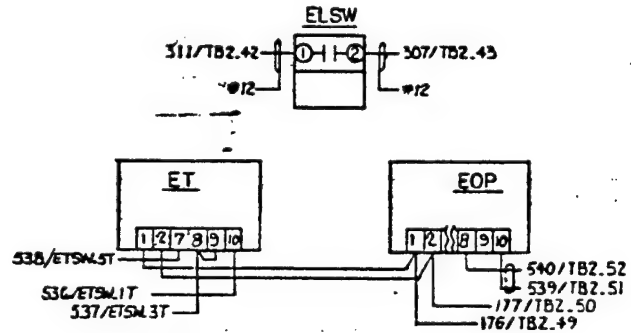 ELSW
311/TB2-42 1 2 307/TB2-43
#12 #12
ET EOP
1 2 7 8 9 10 1 2 8 9 10
538/ETSW.5T
536/ETSW.1T
537/ETSW.3T
540/TB2-52
539/TB2-51
177/TB2-50
176/TB2-49